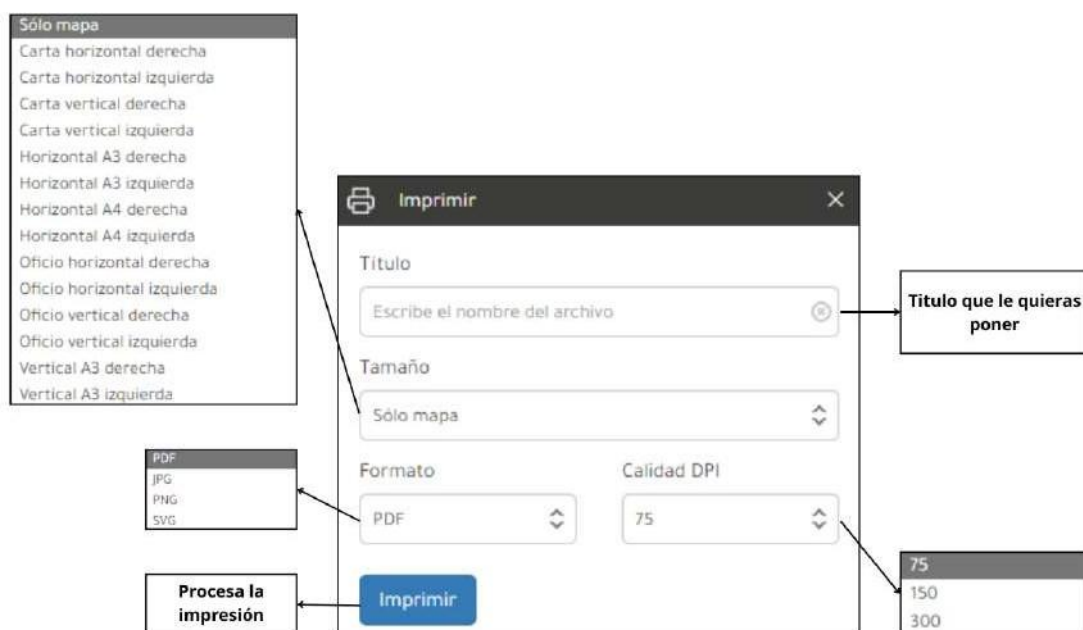 Sólo mapa
Carta horizontal derecha
Carta horizontal izquierda
Carta vertical derecha
Carta vertical izquierda
Horizontal A3 derecha
Horizontal A3 izquierda
Horizontal A4 derecha
Horizontal A4 izquierda
Oficio horizontal derecha
Oficio horizontal izquierda
Oficio vertical derecha
Oficio vertical izquierda
Vertical A3 derecha
Vertical A3 izquierda
Imprimir
Título
Escribe el nombre del archivo
Titulo que le quieras
poner
Tamaño
Sólo mapa
PDF
JPG
PNG
SVG
Formato
Calidad DPI
PDF
75
Procesa la
impresión
Imprimir
75
150
300